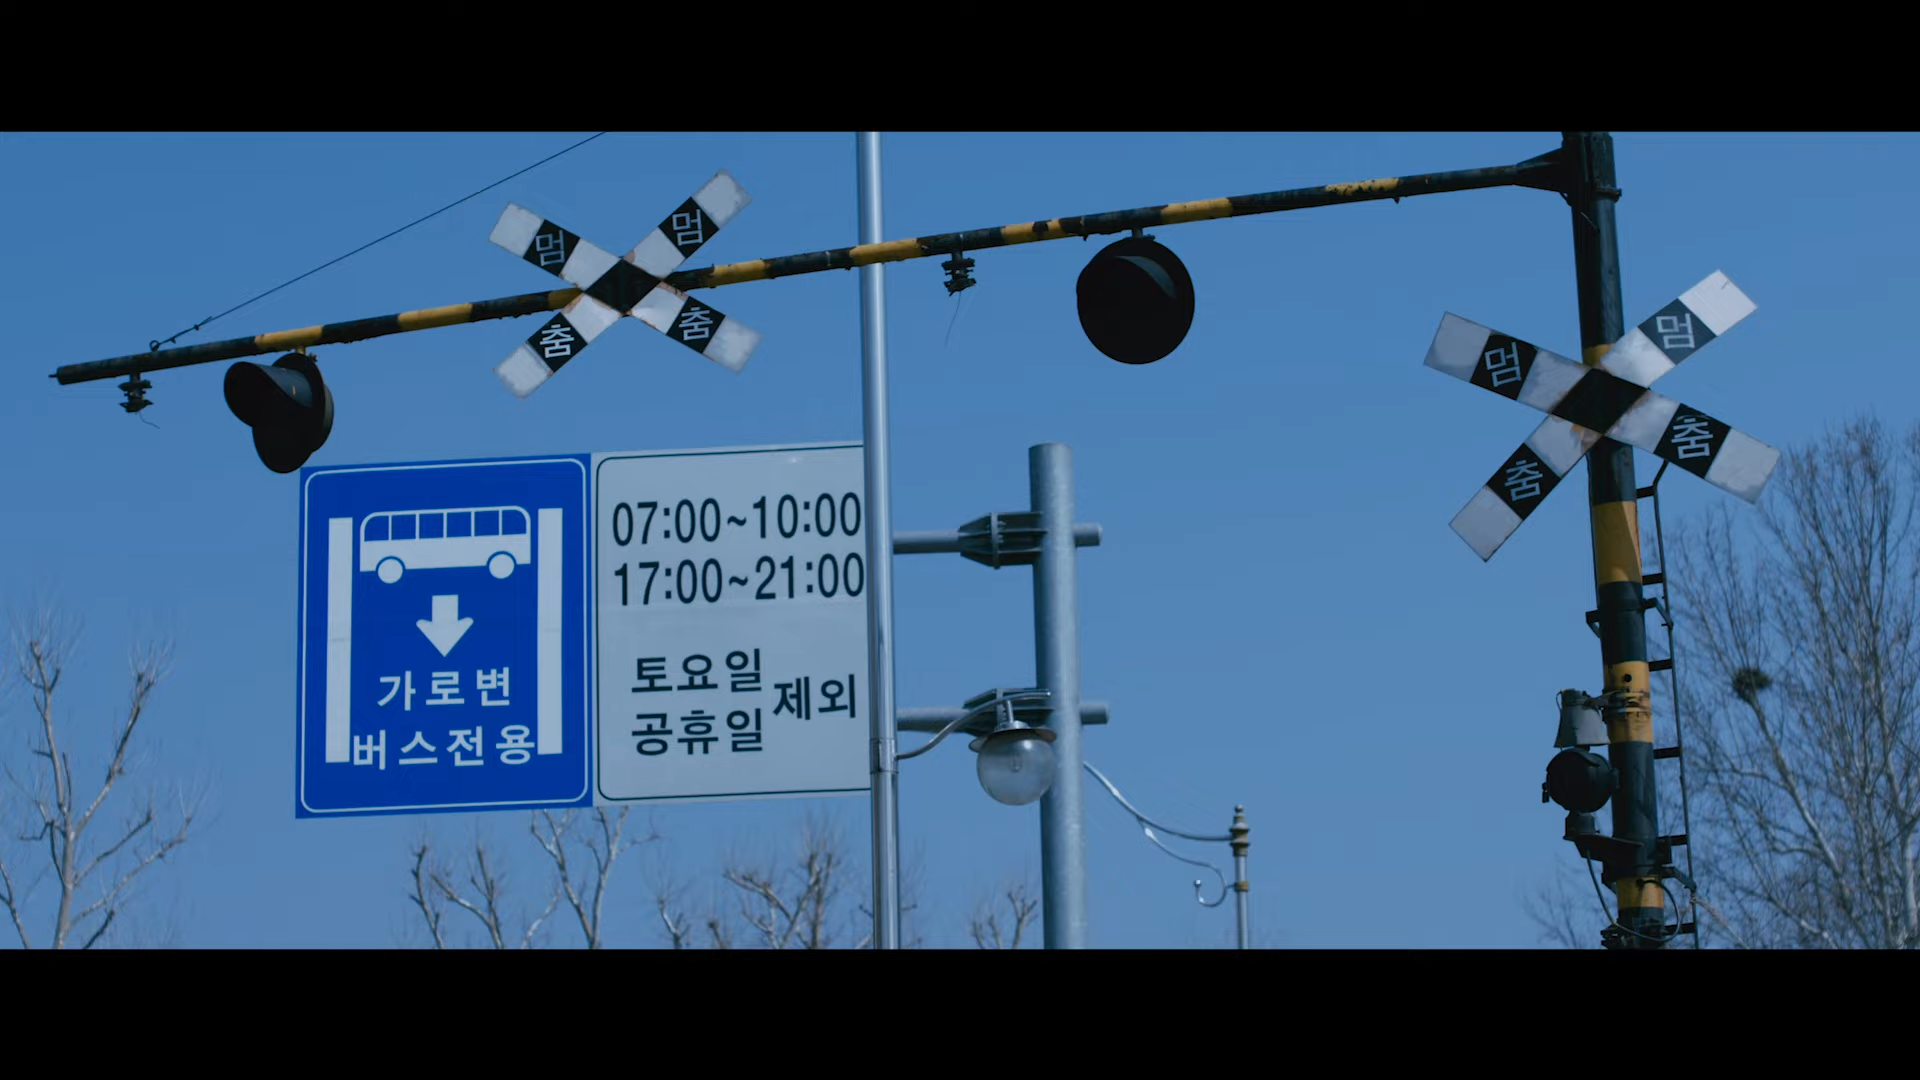 멈 멈
춤 춤
멈 멈
춤 춤
07:00~10:00
17:00~21:00
토요일
공휴일
제외
가로변
버스전용